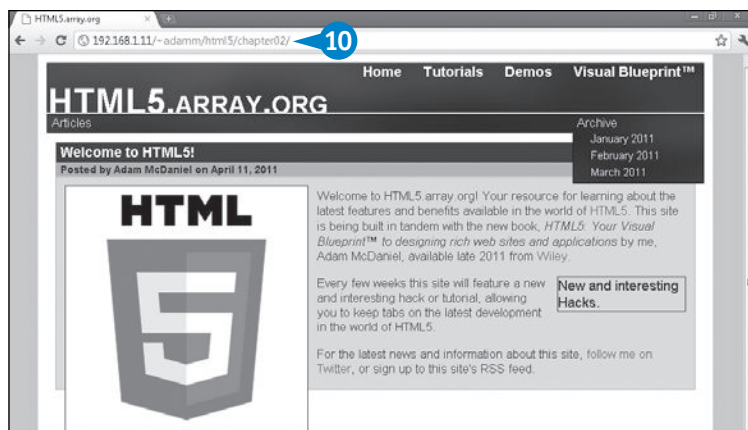 HTML5.array.org
192.168.1.11/~adamm/html5/chapter02/
10
Home Tutorials Demos Visual Blueprint™
HTML5.ARRAY.ORG
Articles
Archive
January 2011
February 2011
March 2011
Welcome to HTML5!
Posted by Adam McDaniel on April 11, 2011
HTML
5
Welcome to HTML5.array.org! Your resource for learning about the
latest features and benefits available in the world of HTML5. This site
is being built in tandem with the new book, HTML5: Your Visual
Blueprint™ to designing rich web sites and applications by me,
Adam McDaniel, available late 2011 from Wiley.
Every few weeks this site will feature a new
and interesting hack or tutorial, allowing
you to keep tabs on the latest development
in the world of HTML5.
New and interesting
Hacks.
For the latest news and information about this site, follow me on
Twitter, or sign up to this site's RSS feed.